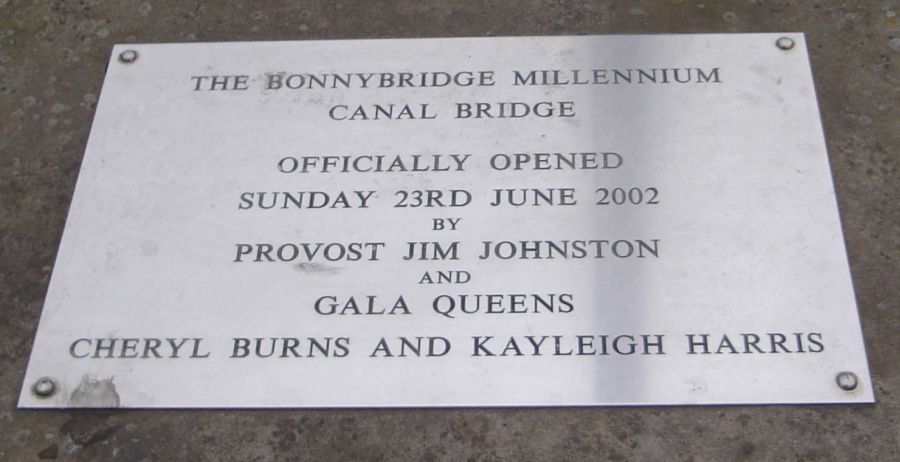 THE BONNYBRIDGE MILLENNIUM
CANAL BRIDGE
OFFICIALLY OPENED
SUNDAY 23RD JUNE 2002
BY
PROVOST JIM JOHNSTON
AND
GALA QUEENS
CHERYL BURNS AND KAYLEIGH HARRIS